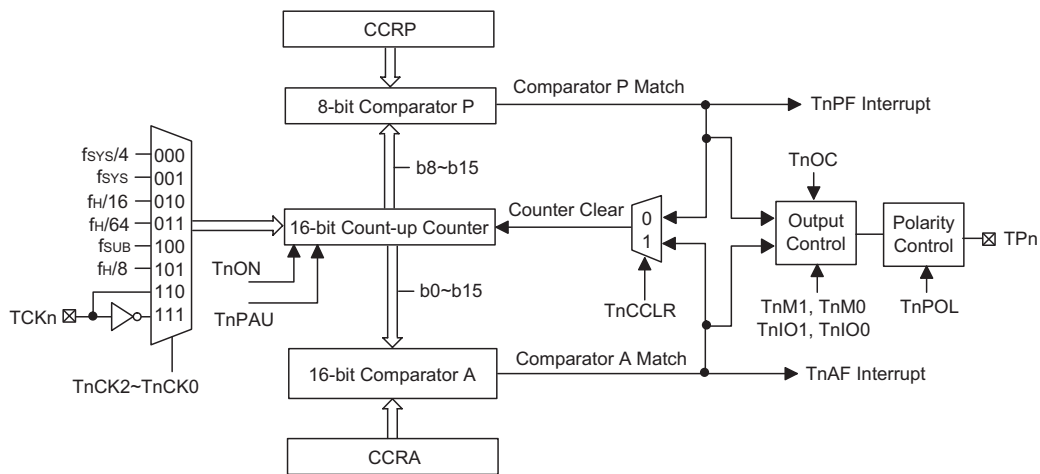 CCRP
8-bit Comparator P
Comparator P Match
TnPF Interrupt
b8~b15
fSYS/4 000
fSYS 001
fH/16 010
fH/64 011
fSUB 100
fH/8 101
110
111
TCKn
TnCK2~TnCK0
16-bit Count-up Counter
TnON
TnPAU
Counter Clear
0
1
TnCCLR
TnOC
Output
Control
TnM1, TnM0
TnIO1, TnIO0
Polarity
Control
TnPOL
TPn
b0~b15
16-bit Comparator A
Comparator A Match
TnAF Interrupt
CCRA